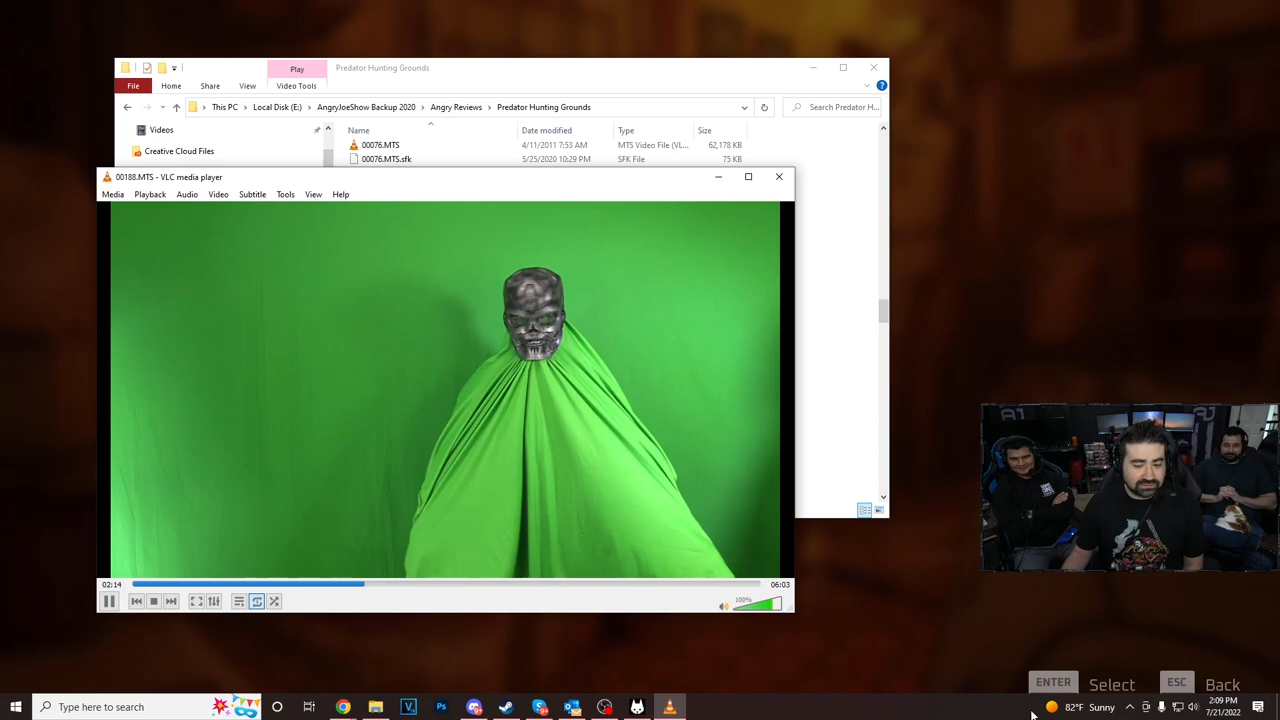 Play
Predator Hunting Grounds
File
Home
Share
View
Video Tools
This PC
Local Disk (E:)
AngryJoeShow Backup 2020
Angry Reviews
Predator Hunting Grounds
Search Predator H...
Videos
Name
Date modified
Type
Size
00076.MTS
4/11/2011 7:53 AM
MTS Video File (VL...
62,178 KB
Creative Cloud Files
00076.MTS.sfk
5/25/2020 10:29 PM
SFK File
75 KB
00188.MTS - VLC media player
Media
Playback
Audio
Video
Subtitle
Tools
View
Help
02:14
06:03
100%
ENTER Select ESC Back
Type here to search
82°F Sunny
2:09 PM
7/21/2022